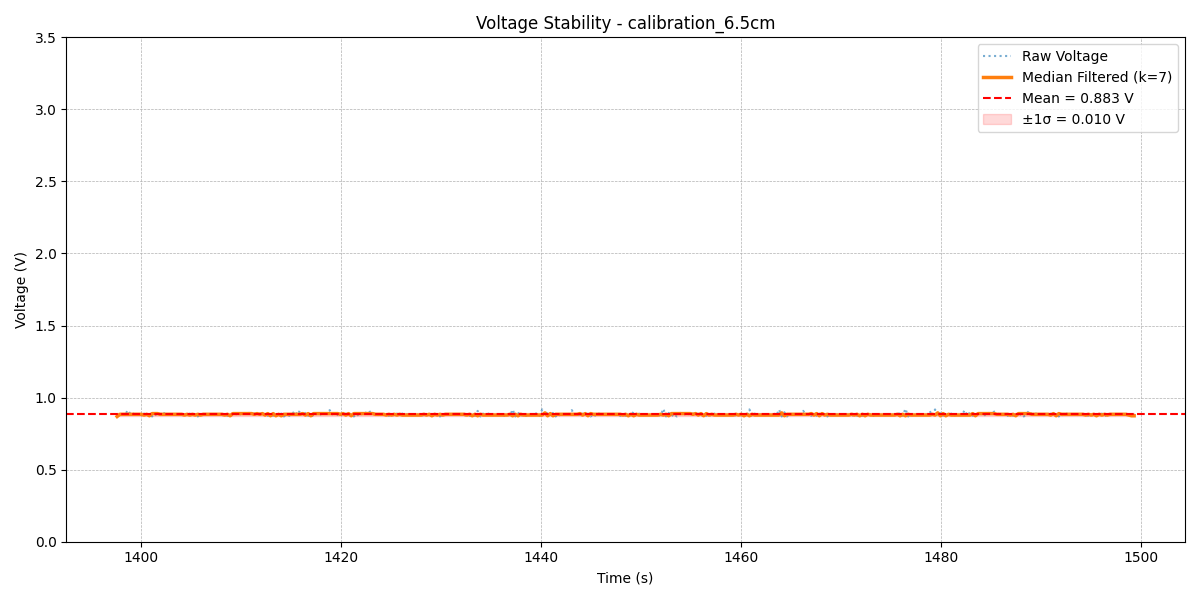 Voltage Stability - calibration_6.5cm
Raw Voltage
Median Filtered (k=7)
Mean = 0.883 V
±1σ = 0.010 V
Voltage (V)
3.5
3.0
2.5
2.0
1.5
1.0
0.5
0.0
1400 1420 1440 1460 1480 1500
Time (s)